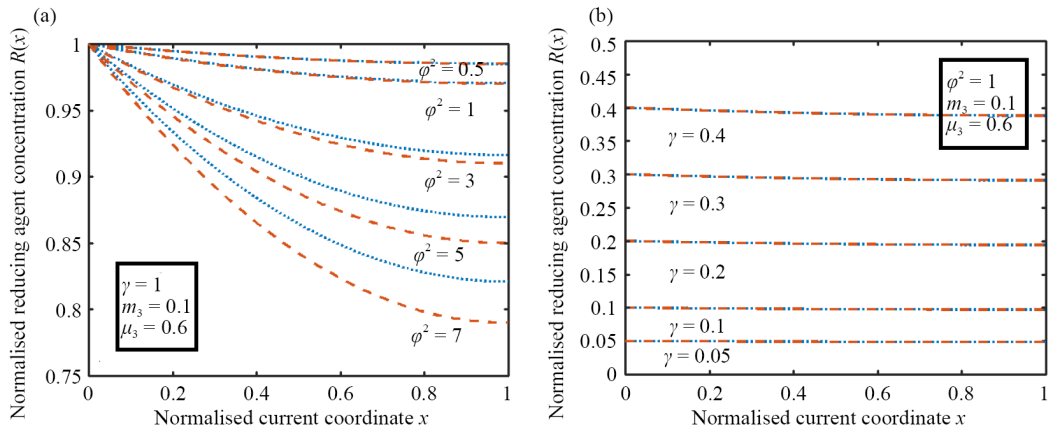 (a)
Normalised reducing agent concentration R(x)
1
0.95
0.9
0.85
0.8
0.75
φ² = 0.5
φ² = 1
φ² = 3
φ² = 5
φ² = 7
γ = 1
m₃ = 0.1
μ₃ = 0.6
0 0.2 0.4 0.6 0.8 1
Normalised current coordinate x
(b)
Normalised reducing agent concentration R(x)
0.5
0.45
0.4
0.35
0.3
0.25
0.2
0.15
0.1
0.05
0
φ² = 1
m₃ = 0.1
μ₃ = 0.6
γ = 0.4
γ = 0.3
γ = 0.2
γ = 0.1
γ = 0.05
0 0.2 0.4 0.6 0.8 1
Normalised current coordinate x